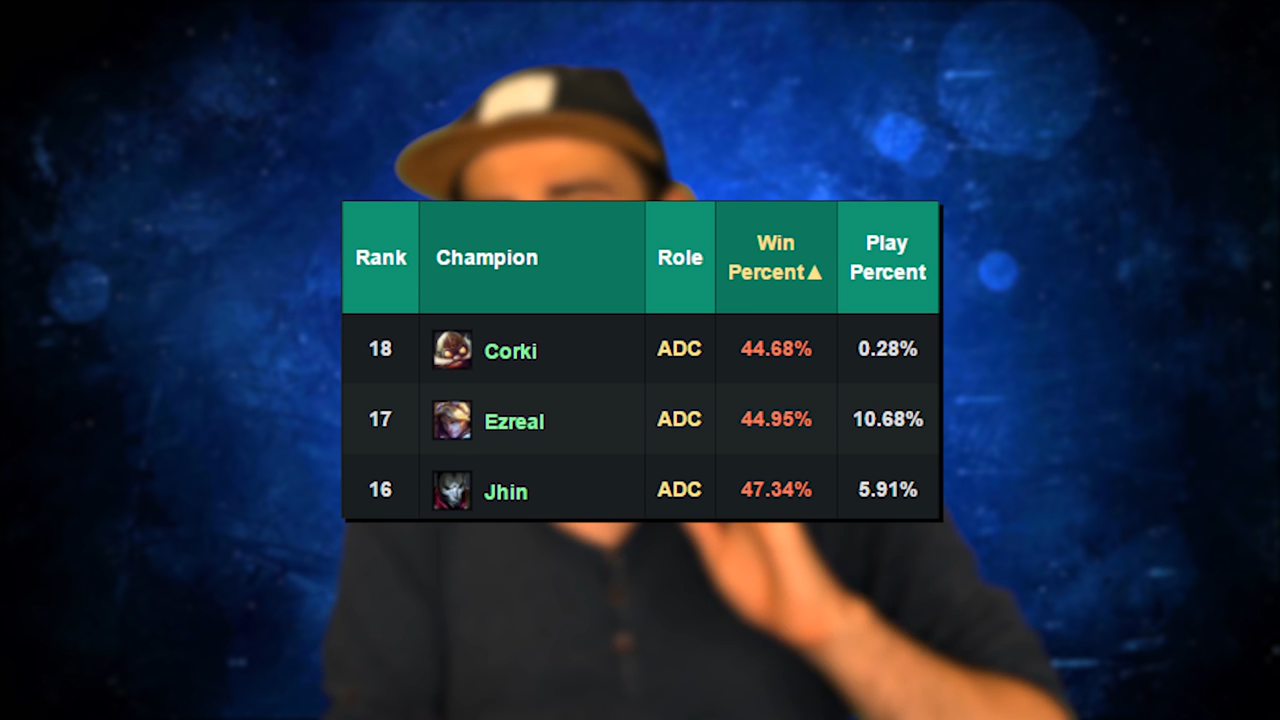 Rank Champion Role Win Percent▲ Play Percent
18 Corki ADC 44.68% 0.28%
17 Ezreal ADC 44.95% 10.68%
16 Jhin ADC 47.34% 5.91%